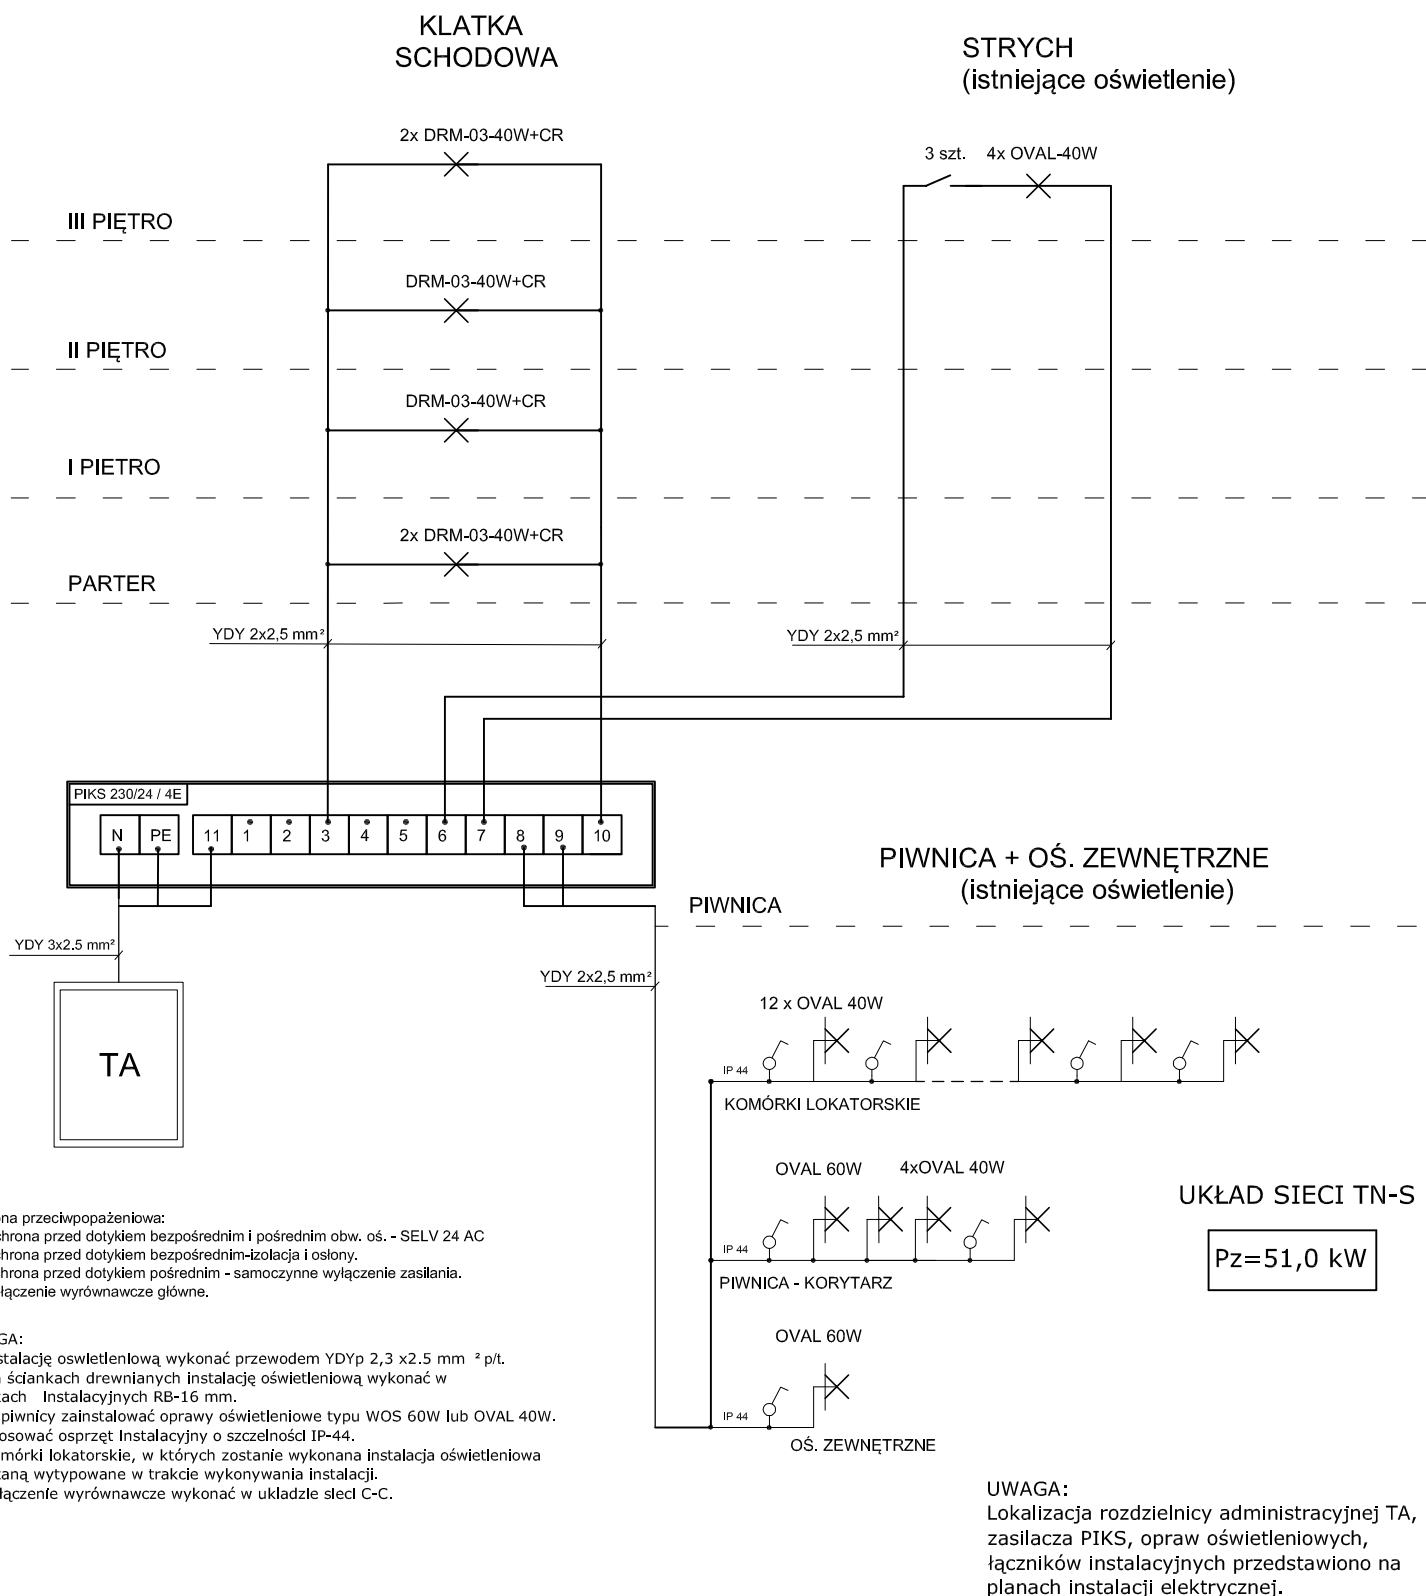 KLATKA
SCHODOWA
STRYCH
(istniejące oświetlenie)
2x DRM-03-40W+CR
3 szt.
4x OVAL-40W
III PIĘTRO
DRM-03-40W+CR
II PIĘTRO
DRM-03-40W+CR
I PIETRO
2x DRM-03-40W+CR
PARTER
YDY 2x2,5 mm²
YDY 2x2,5 mm²
PIKS 230/24 / 4E
N PE 11 1 2 3 4 5 6 7 8 9 10
PIWNICA + OŚ. ZEWNĘTRZNE
(istniejące oświetlenie)
PIWNICA
YDY 3x2.5 mm²
YDY 2x2,5 mm²
TA
12 x OVAL 40W
IP 44
KOMÓRKI LOKATORSKIE
OVAL 60W
4xOVAL 40W
IP 44
PIWNICA - KORYTARZ
OVAL 60W
IP 44
OŚ. ZEWNĘTRZNE
UKŁAD SIECI TN-S
Pz=51,0 kW
ona przeciwpopażeniowa:
chrona przed dotykiem bezpośrednim i pośrednim obw. oś. - SELV 24 AC
chrona przed dotykiem bezpośrednim-izolacja i osłony.
chrona przed dotykiem pośrednim - samoczynne wyłączenie zasilania.
łączenie wyrównawcze główne.
GA:
stalację oswietleniową wykonać przewodem YDYp 2,3 x2.5 mm ² p/t.
a ściankach drewnianych instalację oświetleniową wykonać w
kach Instalacyjnych RB-16 mm.
piwnicy zainstalować oprawy oświetleniowe typu WOS 60W lub OVAL 40W.
osować osprzęt Instalacyjny o szczelności IP-44.
mórki lokatorskie, w których zostanie wykonana instalacja oświetleniowa
taną wytypowane w trakcie wykonywania instalacji.
łączenie wyrównawcze wykonać w ukladzie sieci C-C.
UWAGA:
Lokalizacja rozdzielnicy administracyjnej TA,
zasilacza PIKS, opraw oświetleniowych,
łączników instalacyjnych przedstawiono na
planach instalacji elektrycznej.